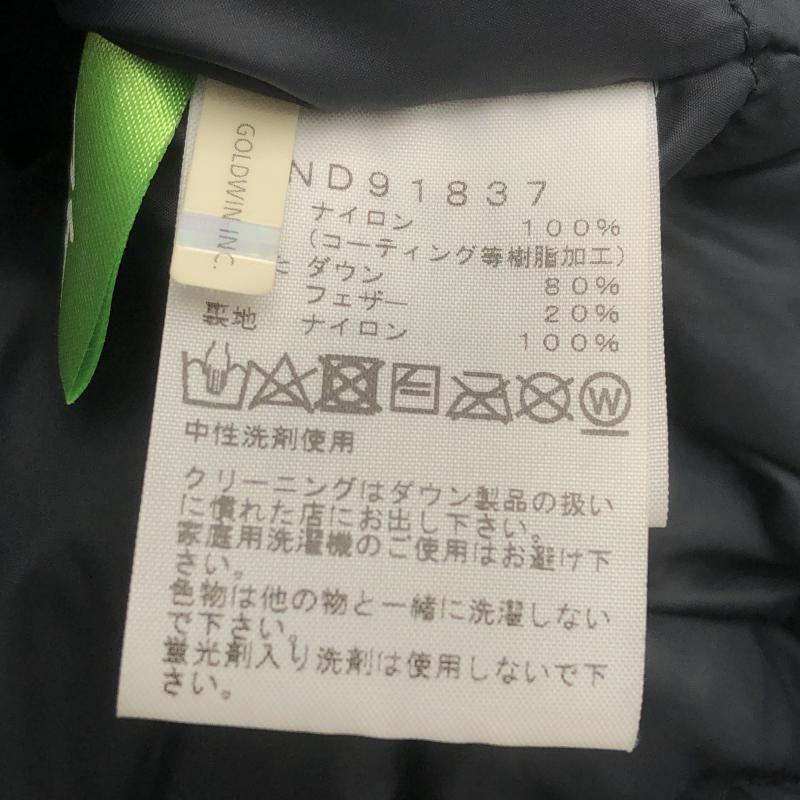 GOLDWIN INC.
ND91837
ナイロン 100%
(コーティング等樹脂加工)
ダウン 80%
フェザー 20%
裏地 ナイロン 100%
W
中性洗剤使用
クリーニングはダウン製品の扱い
に慣れた店にお出し下さい。
家庭用洗濯機のご使用はお避け下
さい。
色物は他の物と一緒に洗濯しない
で下さい。
蛍光剤入り洗剤は使用しないで下
さい。